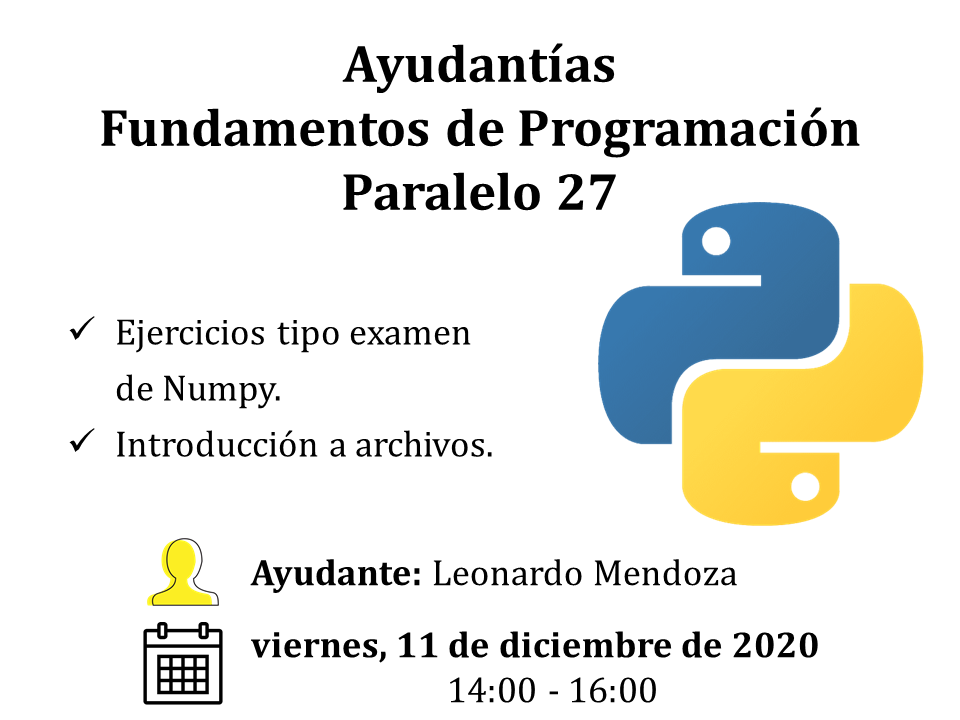 Ayudantías
Fundamentos de Programación
Paralelo 27
✓ Ejercicios tipo examen
de Numpy.
✓ Introducción a archivos.
Ayudante: Leonardo Mendoza
viernes, 11 de diciembre de 2020
14:00 - 16:00